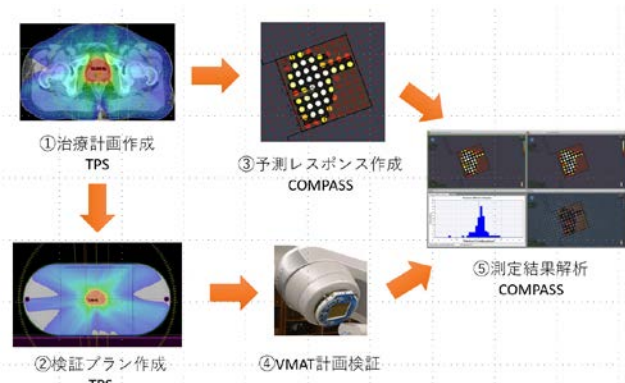 ①治療計画作成
TPS
③予測レスポンス作成
COMPASS
⑤測定結果解析
COMPASS
②検証プラン作成
TPS
④VMAT計画検証